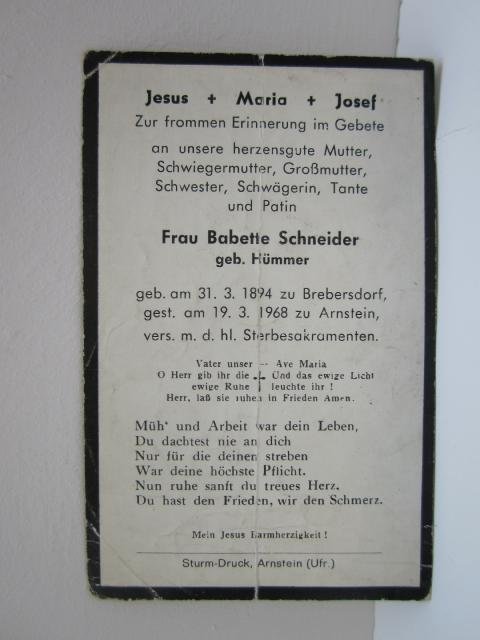 Jesus + Maria + Josef
Zur frommen Erinnerung im Gebete
an unsere herzensgute Mutter,
Schwiegermutter, Großmutter,
Schwester, Schwägerin, Tante
und Patin
Frau Babette Schneider
geb. Hümmer
geb. am 31. 3. 1894 zu Brebersdorf,
gest. am 19. 3. 1968 zu Arnstein,
vers. m. d. hl. Sterbesakramenten.
Vater unser -- Ave Maria
O Herr gib ihr die + Und das ewige Licht
ewige Ruhe leuchte ihr !
Herr, laß sie ruhen in Frieden Amen.
Müh' und Arbeit war dein Leben,
Du dachtest nie an dich
Nur für die deinen streben
War deine höchste Pflicht.
Nun ruhe sanft du treues Herz.
Du hast den Frieden, wir den Schmerz.
Mein Jesus Barmherzigkeit !
Sturm-Druck, Arnstein (Ufr.)